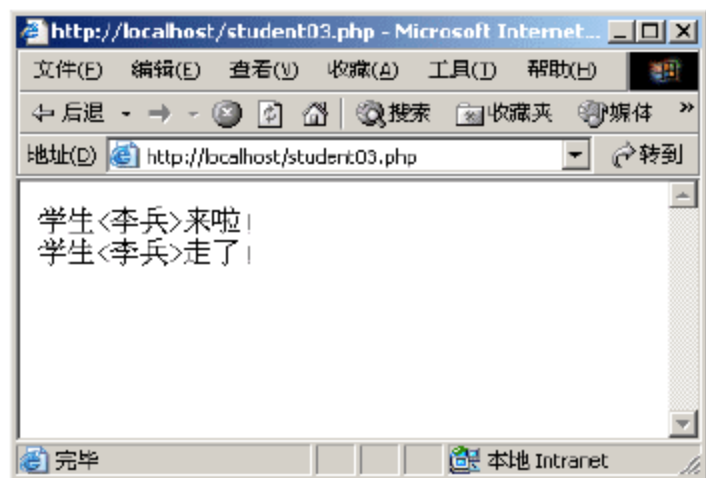 http://localhost/student03.php - Microsoft Internet...
文件(F) 编辑(E) 查看(V) 收藏(A) 工具(T) 帮助(H)
后退 搜索 收藏夹 媒体 »
地址(D) http://localhost/student03.php 转到
学生<李兵>来啦!
学生<李兵>走了!
完毕 本地 Intranet